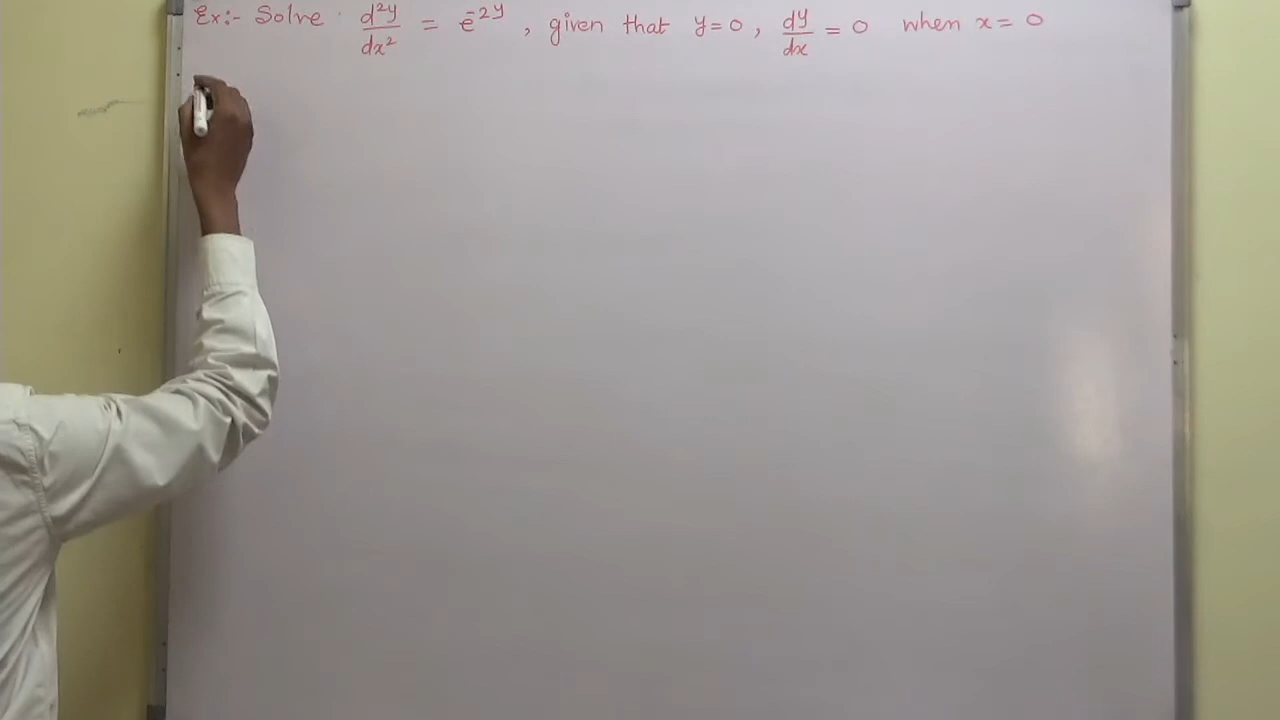 Ex:- Solve d²y/dx² = e⁻²ʸ, given that y=0, dy/dx = 0 when x=0